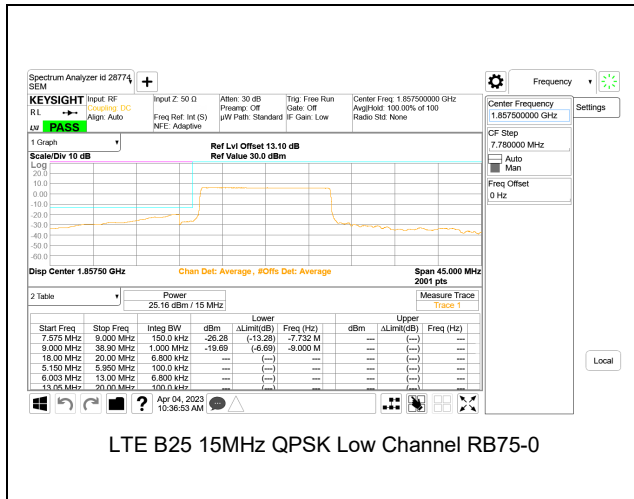 Spectrum Analyzer id 28774
SEM
Frequency
KEYSIGHT
R L
LXI
PASS
Input: RF
Coupling: DC
Align: Auto
Input Z: 50 Ω
Freq Ref: Int (S)
NFE: Adaptive
Atten: 30 dB
Preamp: Off
µW Path: Standard
Trig: Free Run
Gate: Off
IF Gain: Low
Center Freq: 1.857500000 GHz
Avg|Hold: 100.00% of 100
Radio Std: None
Center Frequency
1.857500000 GHz
Settings
CF Step
7.780000 MHz
Auto
Man
Freq Offset
0 Hz
Local
1 Graph
Scale/Div 10 dB
Ref Lvl Offset 13.10 dB
Ref Value 30.0 dBm
Log
20.0
10.0
0.00
-10.0
-20.0
-30.0
-40.0
-50.0
-60.0
Disp Center 1.85750 GHz
Chan Det: Average, #Offs Det: Average
Span 45.000 MHz
2001 pts
2 Table
Power
25.16 dBm / 15 MHz
Measure Trace
Trace 1
Lower Upper
Start Freq Stop Freq Integ BW dBm ΔLimit(dB) Freq (Hz) dBm ΔLimit(dB) Freq (Hz)
7.575 MHz 9.000 MHz 150.0 kHz -26.28 (-13.28) -7.732 M --- (---) ---
9.000 MHz 38.90 MHz 1.000 MHz -19.69 (-6.69) -9.000 M --- (---) ---
18.00 MHz 20.00 MHz 6.800 kHz --- (---) --- --- (---) ---
5.150 MHz 5.950 MHz 100.0 kHz --- (---) --- --- (---) ---
6.003 MHz 13.00 MHz 6.800 kHz --- (---) --- --- (---) ---
13.05 MHz 20.00 MHz 100.0 kHz --- (---) --- --- (---) ---
Apr 04, 2023
10:36:53 AM
LTE B25 15MHz QPSK Low Channel RB75-0